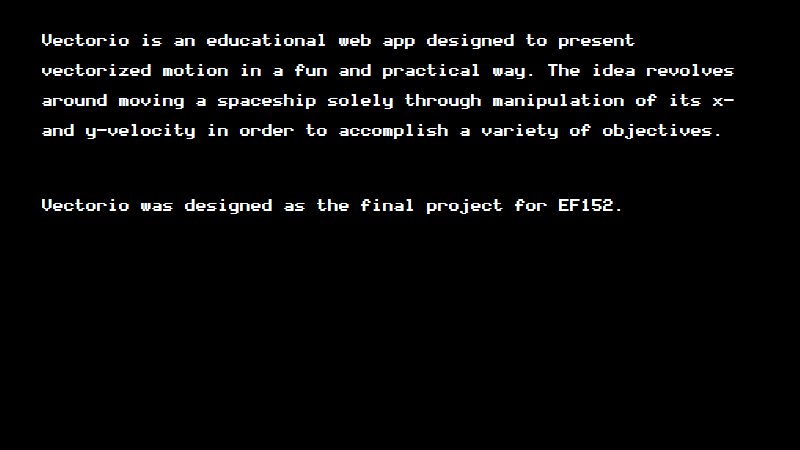 Vectorio is an educational web app designed to present
vectorized motion in a fun and practical way. The idea revolves
around moving a spaceship solely through manipulation of its x-
and y-velocity in order to accomplish a variety of objectives.
Vectorio was designed as the final project for EF152.